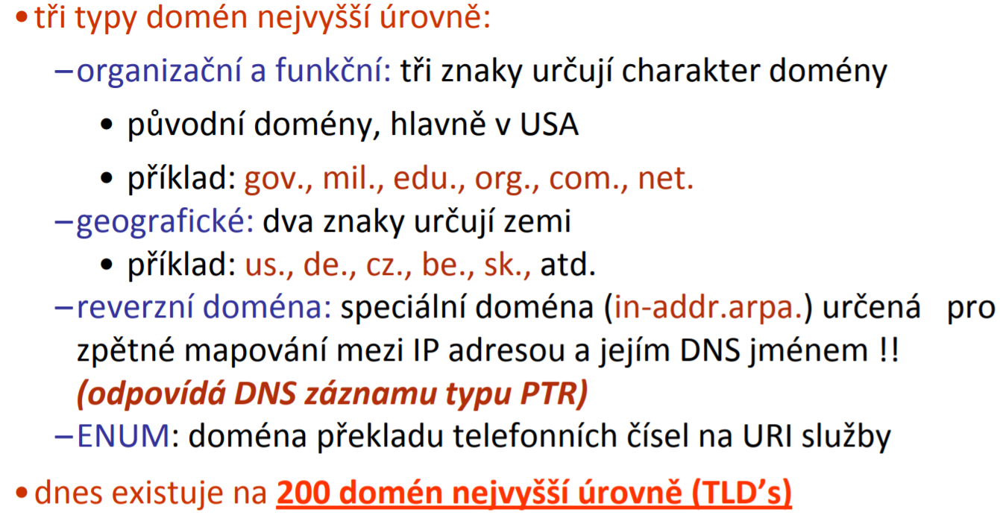 • tři typy domén nejvyšší úrovně:
–organizační a funkční: tři znaky určují charakter domény
• původní domény, hlavně v USA
• příklad: gov., mil., edu., org., com., net.
–geografické: dva znaky určují zemi
• příklad: us., de., cz., be., sk., atd.
–reverzní doména: speciální doména (in-addr.arpa.) určená pro
zpětné mapování mezi IP adresou a jejím DNS jménem !!
(odpovídá DNS záznamu typu PTR)
–ENUM: doména překladu telefonních čísel na URI služby
• dnes existuje na 200 domén nejvyšší úrovně (TLD’s)